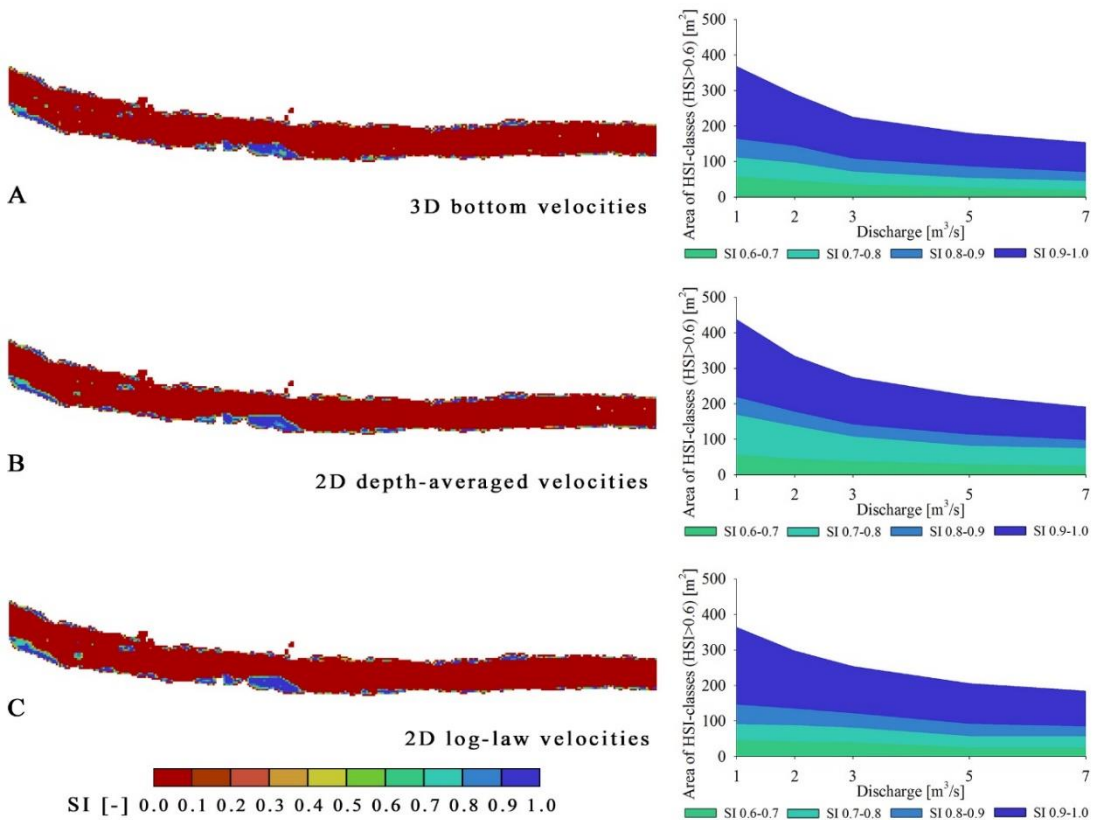 A
3D bottom velocities
Area of HSI-classes (HSI>0.6) [m²]
500
400
300
200
100
0
1 2 3 5 7
Discharge [m³/s]
SI 0.6-0.7 SI 0.7-0.8 SI 0.8-0.9 SI 0.9-1.0
B
2D depth-averaged velocities
Area of HSI-classes (HSI>0.6) [m²]
500
400
300
200
100
0
1 2 3 5 7
Discharge [m³/s]
SI 0.6-0.7 SI 0.7-0.8 SI 0.8-0.9 SI 0.9-1.0
C
2D log-law velocities
SI [-] 0.0 0.1 0.2 0.3 0.4 0.5 0.6 0.7 0.8 0.9 1.0
Area of HSI-classes (HSI>0.6) [m²]
500
400
300
200
100
0
1 2 3 5 7
Discharge [m³/s]
SI 0.6-0.7 SI 0.7-0.8 SI 0.8-0.9 SI 0.9-1.0